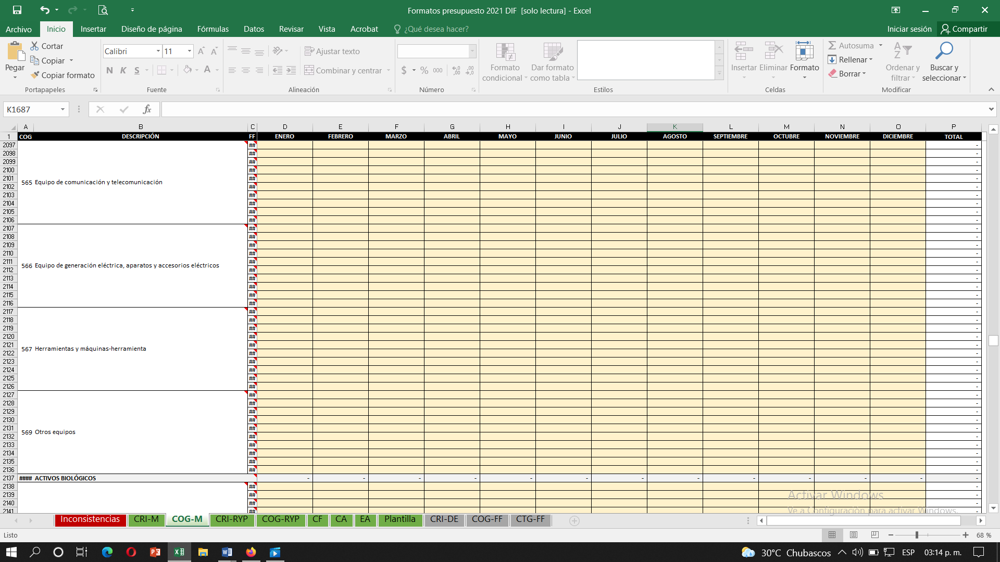 Formatos presupuesto 2021 DIF [solo lectura] - Excel
Archivo Inicio Insertar Diseño de página Fórmulas Datos Revisar Vista Acrobat ¿Qué desea hacer? Iniciar sesión Compartir
Pegar Cortar Copiar Copiar formato
Portapapeles
Calibri 11
N K S A
Fuente
Ajustar texto
Combinar y centrar
Alineación
$ % 000
Número
Formato condicional
Dar formato como tabla
Estilos
Insertar Eliminar Formato
Celdas
Autosuma
Rellenar
Borrar
Ordenar y filtrar
Buscar y seleccionar
Modificar
K1687 fx
A B C D E F G H I J K L M N O P
1 COG DESCRIPCIÓN FF ENERO FEBRERO MARZO ABRIL MAYO JUNIO JULIO AGOSTO SEPTIEMBRE OCTUBRE NOVIEMBRE DICIEMBRE TOTAL
2097 ## -
2098 ## -
2099 ## -
2100 ## -
2101 ## -
565 Equipo de comunicación y telecomunicación
2102 ## -
2103 ## -
2104 ## -
2105 ## -
2106 ## -
2107 ## -
2108 ## -
2109 ## -
2110 ## -
2111 ## -
566 Equipo de generación eléctrica, aparatos y accesorios eléctricos
2112 ## -
2113 ## -
2114 ## -
2115 ## -
2116 ## -
2117 ## -
2118 ## -
2119 ## -
2120 ## -
2121 ## -
567 Herramientas y máquinas-herramienta
2122 ## -
2123 ## -
2124 ## -
2125 ## -
2126 ## -
2127 ## -
2128 ## -
2129 ## -
2130 ## -
2131 ## -
569 Otros equipos
2132 ## -
2133 ## -
2134 ## -
2135 ## -
2136 ## -
2137 #### ACTIVOS BIOLÓGICOS - - - - - - - - - - - - -
2138 ## -
2139 ## -
2140 ## -
2141 ## -
Activar Windows
Ve a Configuración para activar Windows.
Inconsistencias CRI-M COG-M CRI-RYP COG-RYP CF CA EA Plantilla CRI-DE COG-FF CTG-FF
Listo 68 %
30°C Chubascos ESP 03:14 p. m.